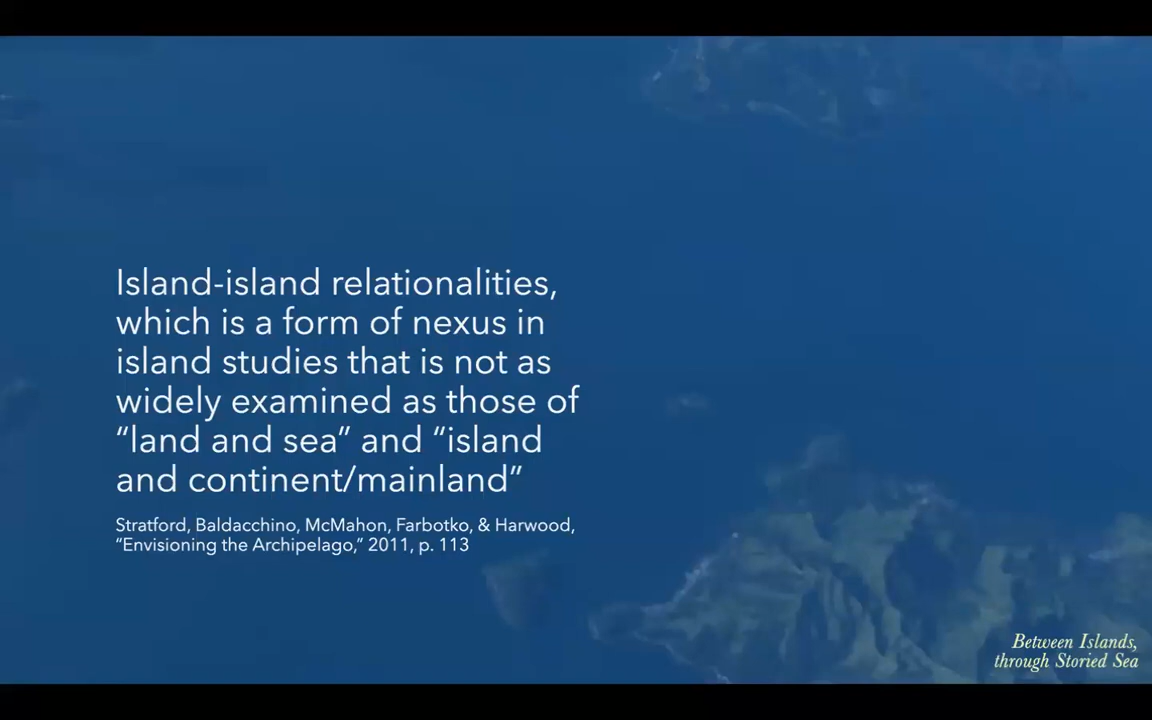 Island-island relationalities,
which is a form of nexus in
island studies that is not as
widely examined as those of
“land and sea” and “island
and continent/mainland”
Stratford, Baldacchino, McMahon, Farbotko, & Harwood,
“Envisioning the Archipelago,” 2011, p. 113
Between Islands,
through Storied Sea